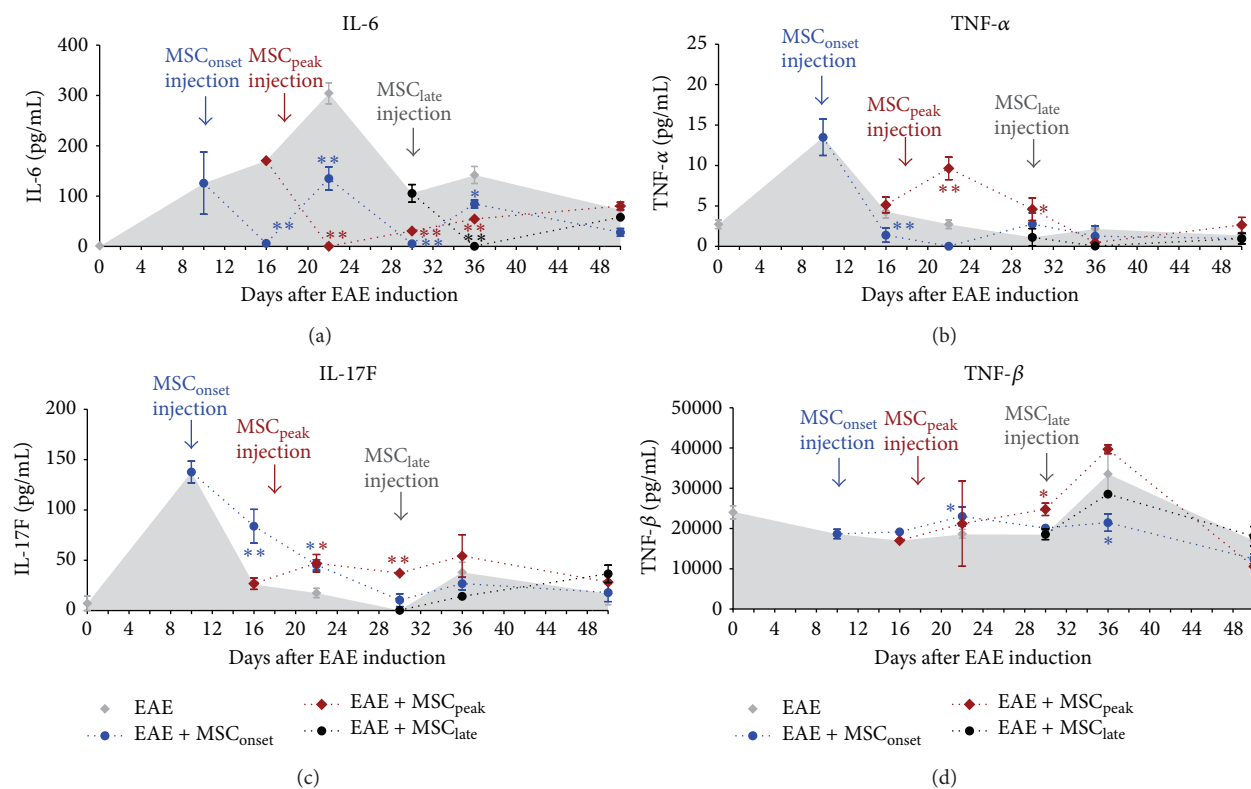 IL-6
400
300
200
100
0
IL-6 (pg/mL)
MSConset
injection
MSCpeak
injection
MSClate
injection
**
**
**
**
**
*
**
**
0 4 8 12 16 20 24 28 32 36 40 44 48
Days after EAE induction
(a)
TNF-α
25
20
15
10
5
0
TNF-α (pg/mL)
MSConset
injection
MSCpeak
injection
MSClate
injection
**
**
*
0 4 8 12 16 20 24 28 32 36 40 44 48
Days after EAE induction
(b)
IL-17F
200
150
100
50
0
IL-17F (pg/mL)
MSConset
injection
MSCpeak
injection
MSClate
injection
**
**
**
0 4 8 12 16 20 24 28 32 36 40 44 48
Days after EAE induction
EAE
EAE + MSConset
EAE + MSCpeak
EAE + MSClate
(c)
TNF-β
50000
40000
30000
20000
10000
0
TNF-β (pg/mL)
MSConset
injection
MSCpeak
injection
MSClate
injection
*
*
*
0 4 8 12 16 20 24 28 32 36 40 44 48
Days after EAE induction
EAE
EAE + MSConset
EAE + MSCpeak
EAE + MSClate
(d)